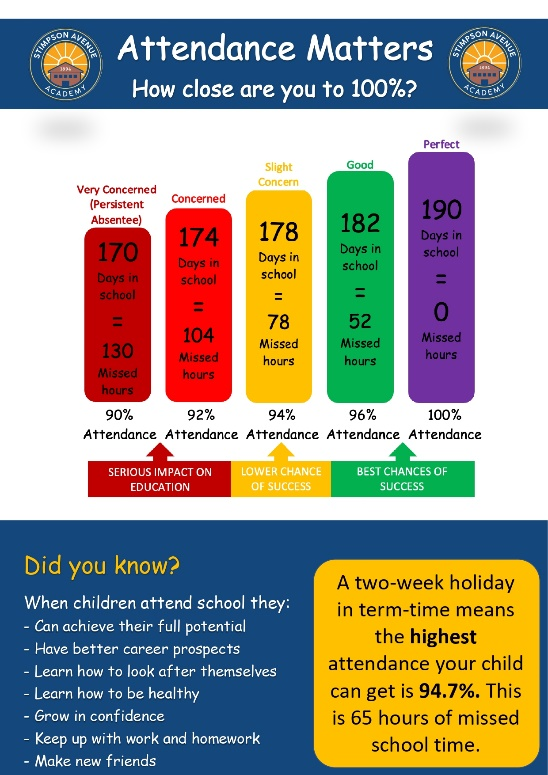 STIMPSON AVENUE
1894
ACADEMY
Attendance Matters
How close are you to 100%?
STIMPSON AVENUE
1894
ACADEMY
Very Concerned
(Persistent
Absentee)
170
Days in
school
=
130
Missed
hours
90%
Attendance
Concerned
174
Days in
school
=
104
Missed
hours
92%
Attendance
Slight
Concern
178
Days in
school
=
78
Missed
hours
94%
Attendance
Good
182
Days in
school
=
52
Missed
hours
96%
Attendance
Perfect
190
Days in
school
=
0
Missed
hours
100%
Attendance
SERIOUS IMPACT ON
EDUCATION
LOWER CHANCE
OF SUCCESS
BEST CHANCES OF
SUCCESS
Did you know?
When children attend school they:
- Can achieve their full potential
- Have better career prospects
- Learn how to look after themselves
- Learn how to be healthy
- Grow in confidence
- Keep up with work and homework
- Make new friends
A two-week holiday
in term-time means
the highest
attendance your child
can get is 94.7%. This
is 65 hours of missed
school time.